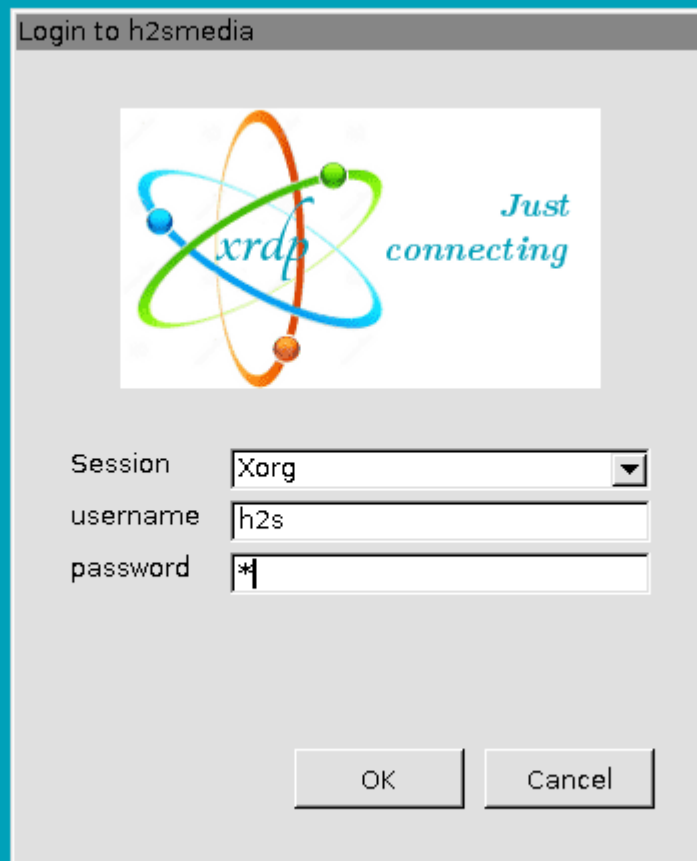 Login to h2smedia
xrdp
Just
connecting
Session
Xorg
username
h2s
password
*
OK
Cancel